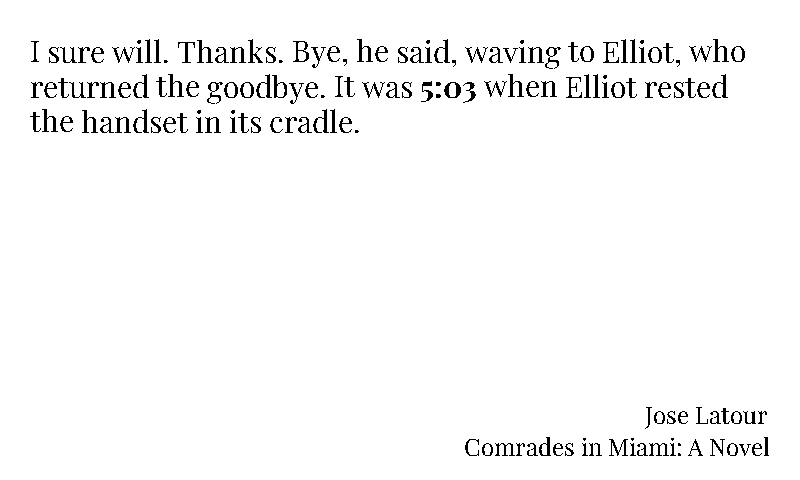 I sure will. Thanks. Bye, he said, waving to Elliot, who
returned the goodbye. It was 5:03 when Elliot rested
the handset in its cradle.
Jose Latour
Comrades in Miami: A Novel